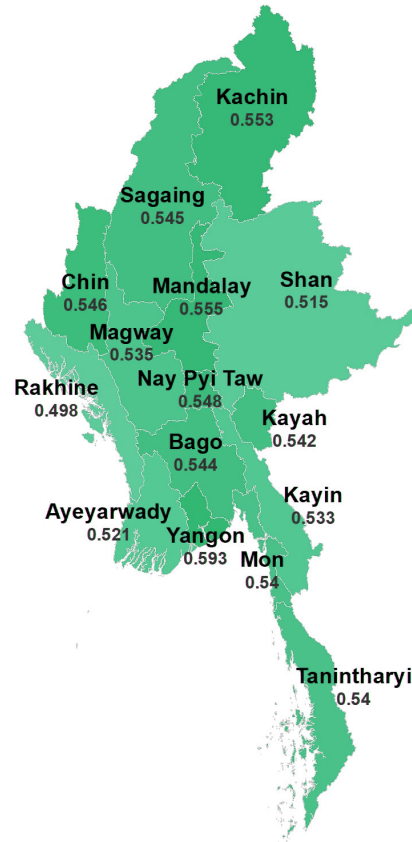 Kachin
0.553
Sagaing
0.545
Chin
0.546
Mandalay
0.555
Shan
0.515
Magway
0.535
Rakhine
0.498
Nay Pyi Taw
0.548
Kayah
0.542
Bago
0.544
Kayin
0.533
Ayeyarwady
0.521
Yangon
0.593
Mon
0.54
Tanintharyi
0.54